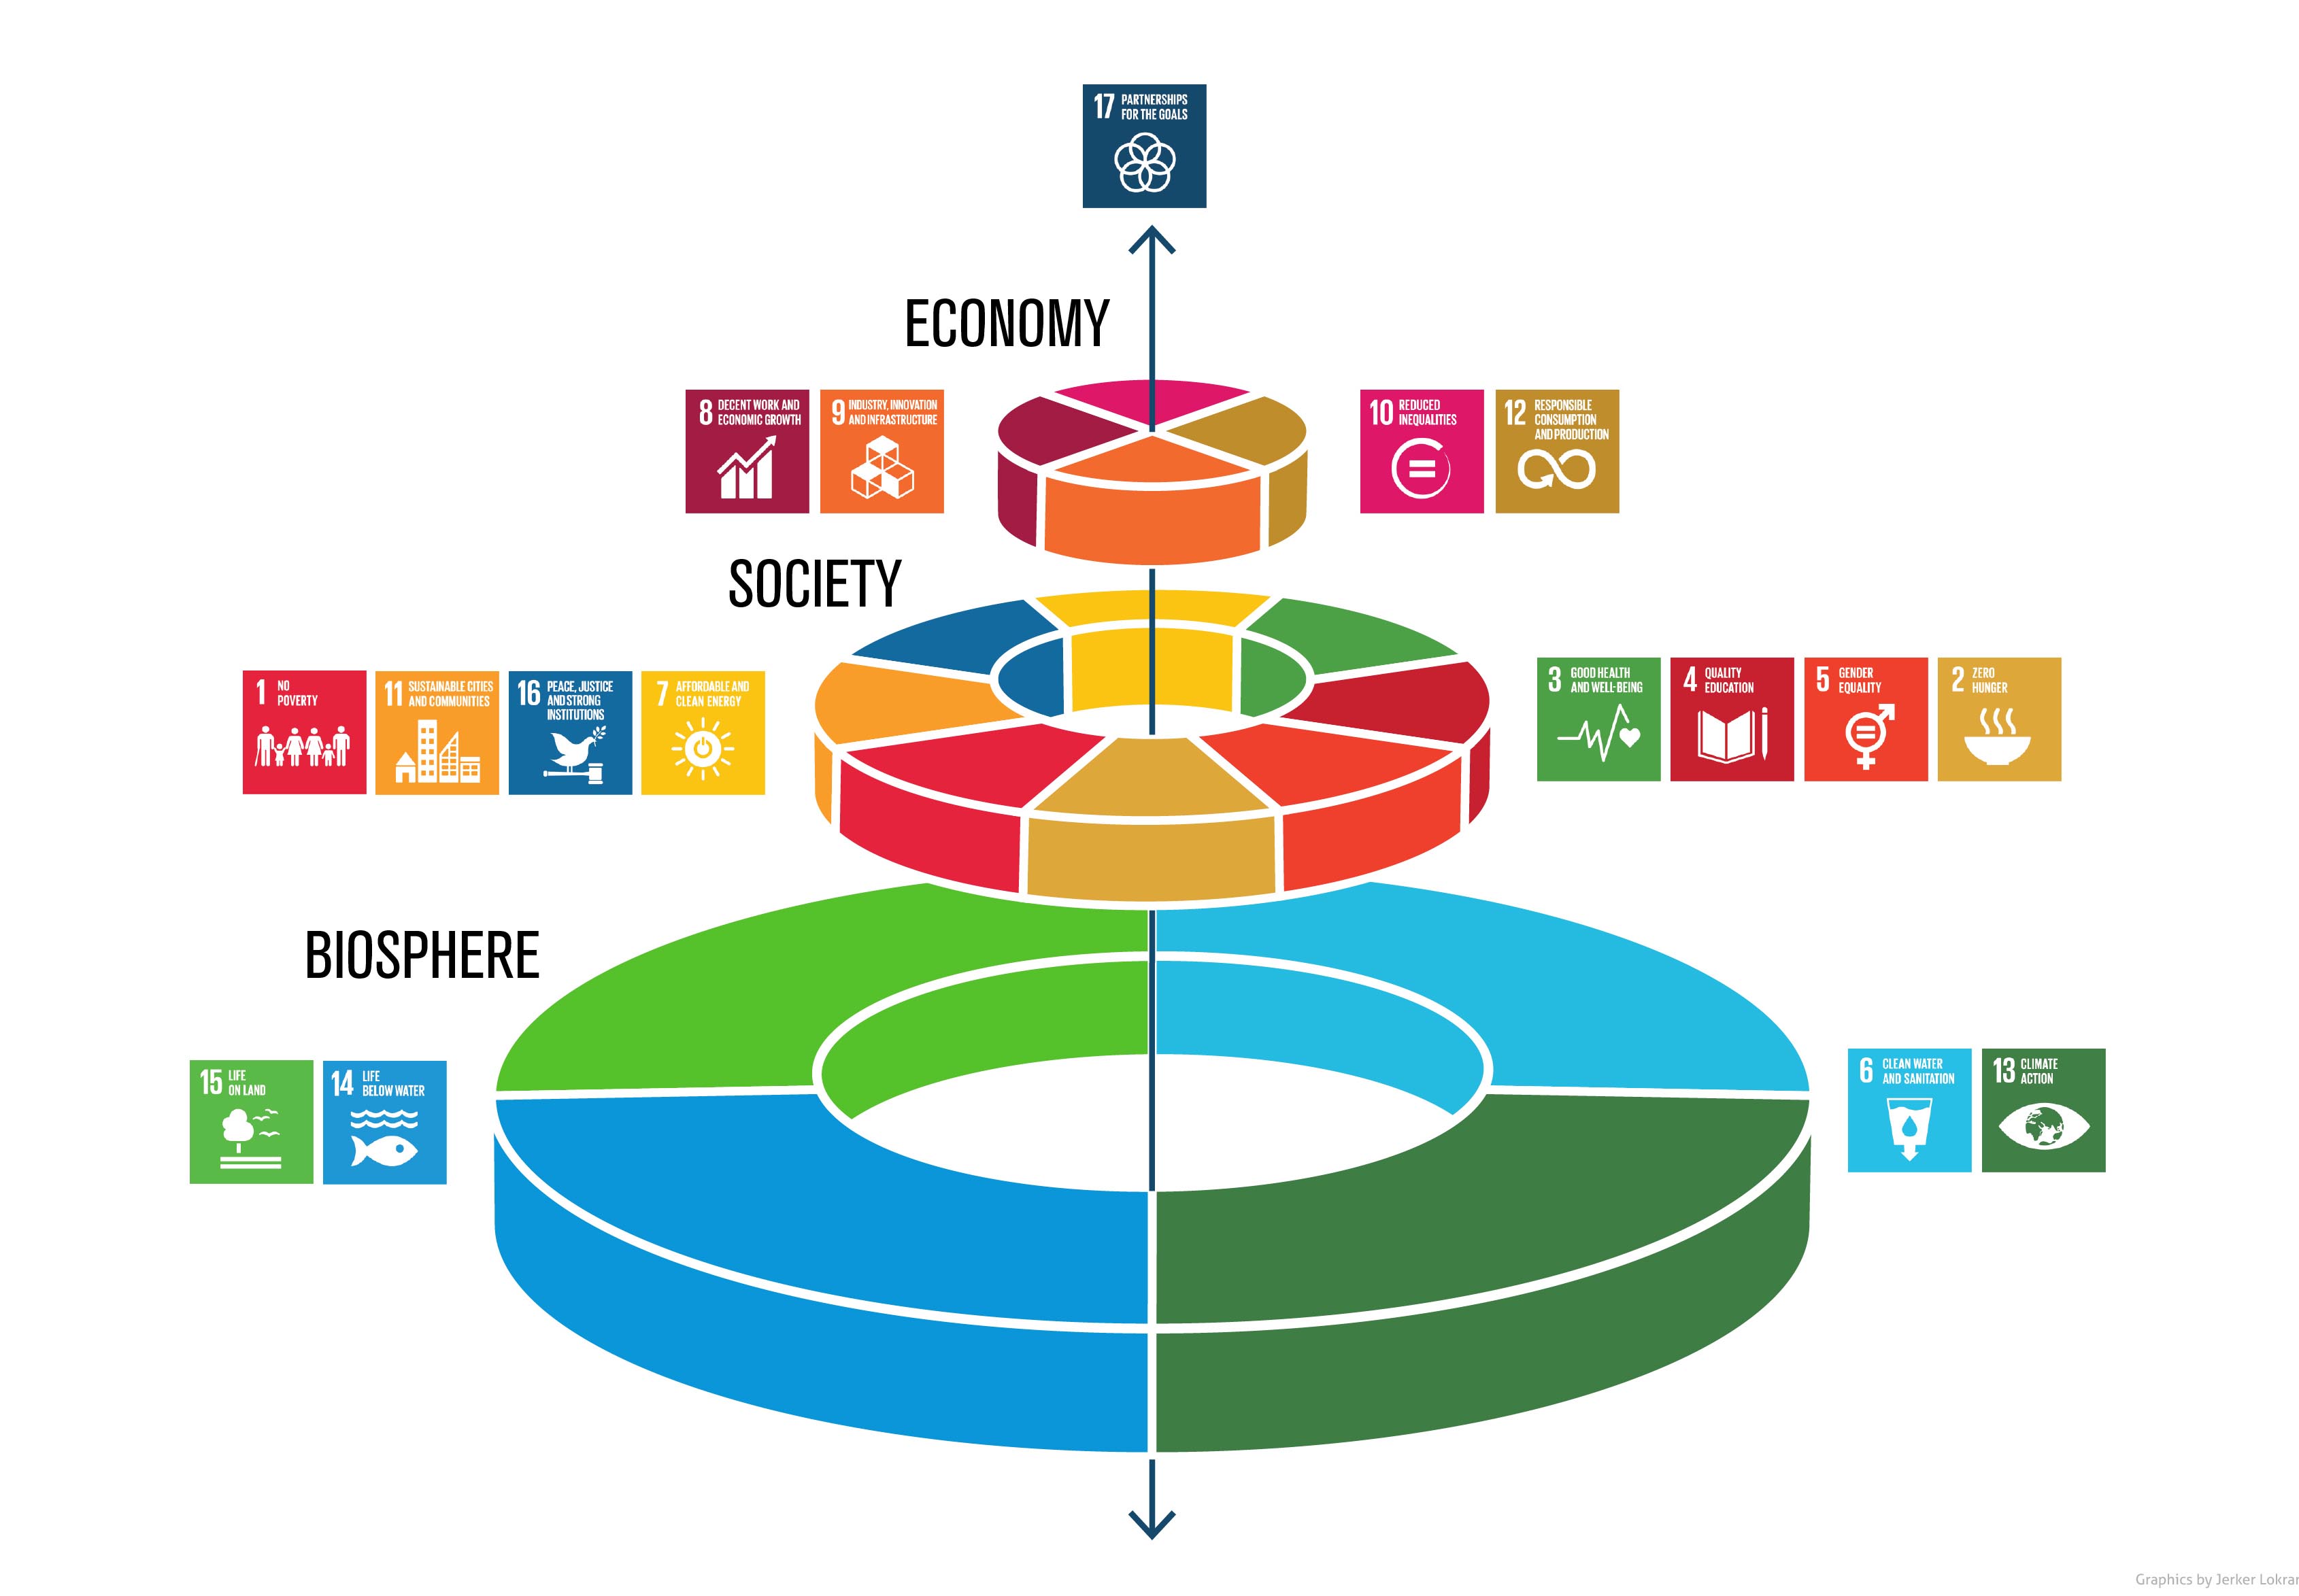 17 PARTNERSHIPS
FOR THE GOALS
ECONOMY
8 DECENT WORK AND
ECONOMIC GROWTH
9 INDUSTRY, INNOVATION
AND INFRASTRUCTURE
10 REDUCED
INEQUALITIES
12 RESPONSIBLE
CONSUMPTION
AND PRODUCTION
SOCIETY
1 NO
POVERTY
11 SUSTAINABLE CITIES
AND COMMUNITIES
16 PEACE, JUSTICE
AND STRONG
INSTITUTIONS
7 AFFORDABLE AND
CLEAN ENERGY
3 GOOD HEALTH
AND WELL-BEING
4 QUALITY
EDUCATION
5 GENDER
EQUALITY
2 ZERO
HUNGER
BIOSPHERE
15 LIFE
ON LAND
14 LIFE
BELOW WATER
6 CLEAN WATER
AND SANITATION
13 CLIMATE
ACTION
Graphics by Jerker